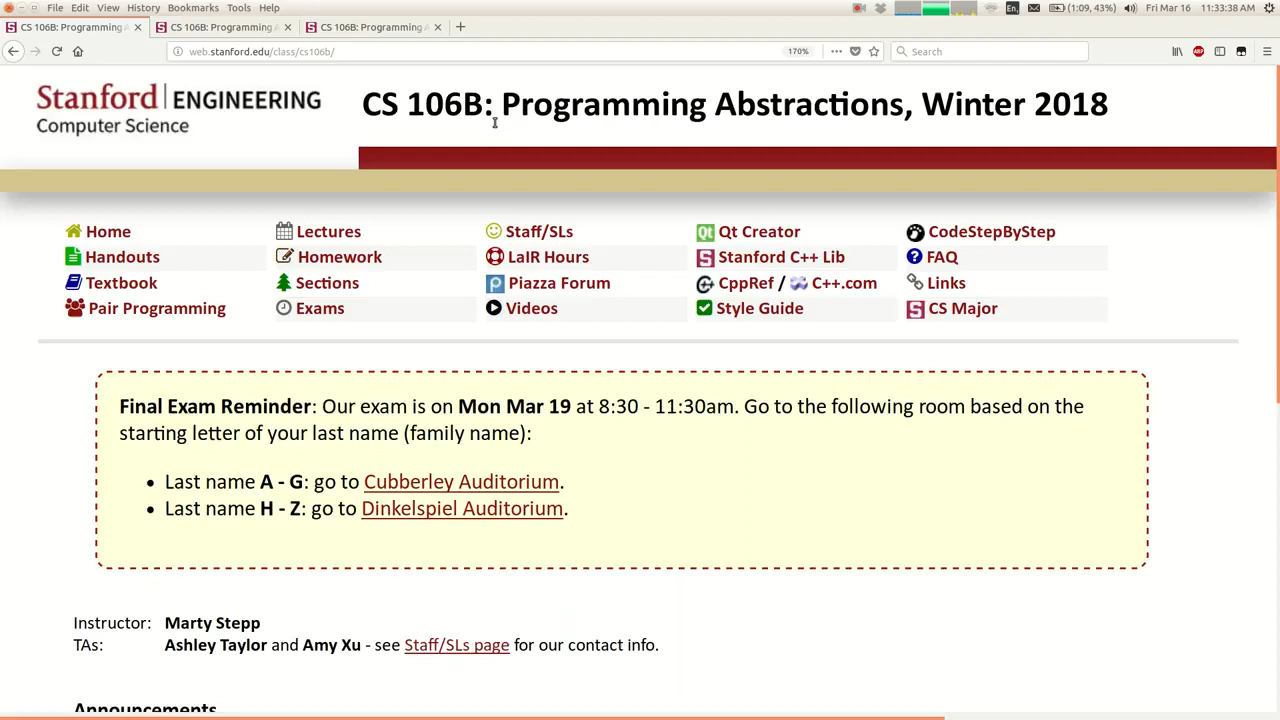 File Edit View History Bookmarks Tools Help
En (1:09, 43%) Fri Mar 16 11:33:38 AM
CS 106B: Programming A × CS 106B: Programming A × CS 106B: Programming A × +
web.stanford.edu/class/cs106b/ 170% Search
Stanford ENGINEERING
Computer Science
CS 106B: Programming Abstractions, Winter 2018
Home Lectures Staff/SLs Qt Qt Creator CodeStepByStep
Handouts Homework LaIR Hours S Stanford C++ Lib ? FAQ
Textbook Sections P Piazza Forum CppRef / C++.com Links
Pair Programming Exams Videos Style Guide S CS Major
Final Exam Reminder: Our exam is on Mon Mar 19 at 8:30 - 11:30am. Go to the following room based on the
starting letter of your last name (family name):
• Last name A - G: go to Cubberley Auditorium.
• Last name H - Z: go to Dinkelspiel Auditorium.
Instructor: Marty Stepp
TAs: Ashley Taylor and Amy Xu - see Staff/SLs page for our contact info.
Announcements